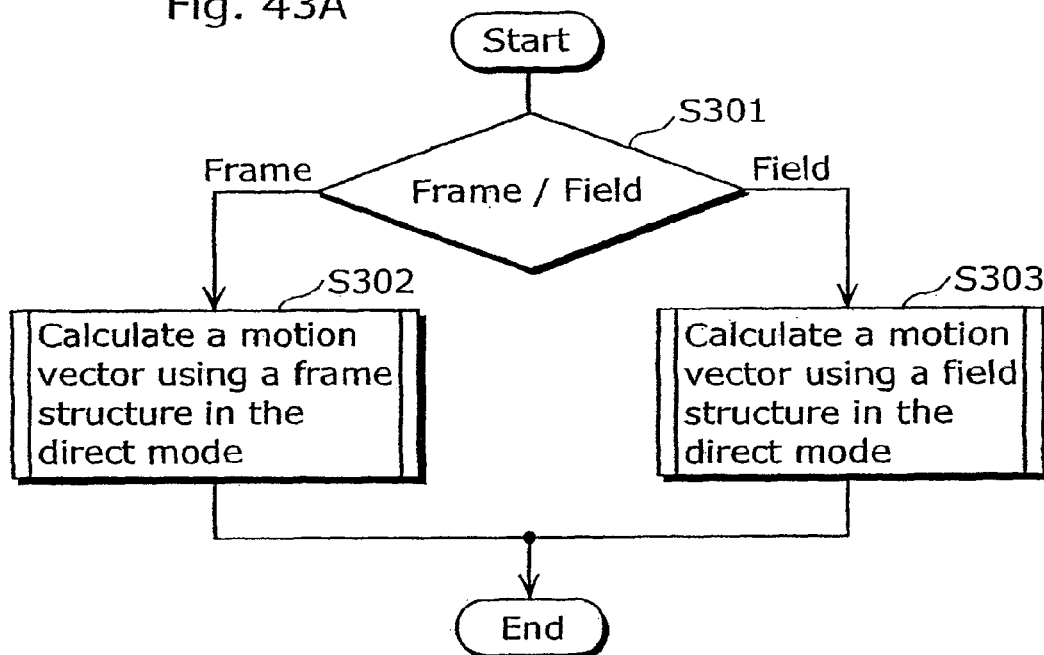 Fig. 43A
Start
S301
Frame
Frame / Field
Field
S302
Calculate a motion
vector using a frame
structure in the
direct mode
S303
Calculate a motion
vector using a field
structure in the
direct mode
End